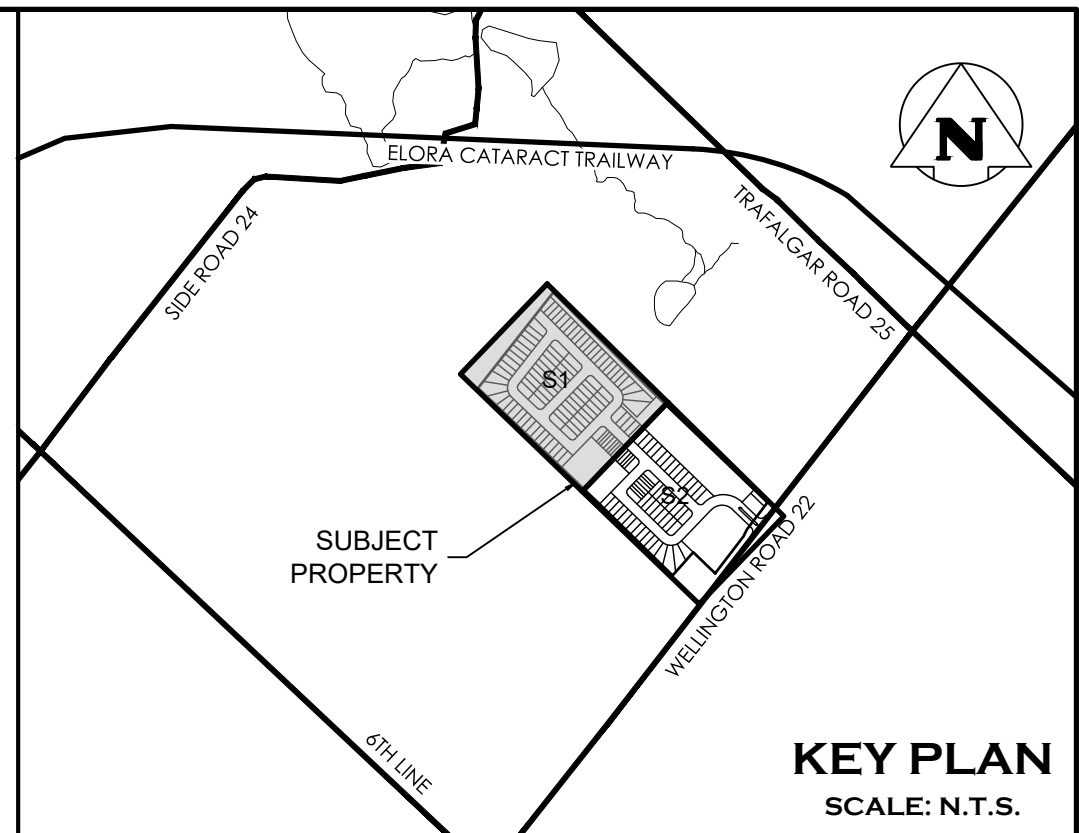 N
ELORA CATARACT TRAILWAY
SIDE ROAD 24
TRAFALGAR ROAD 25
S1
S2
SUBJECT
PROPERTY
WELLINGTON ROAD 22
6TH LINE
KEY PLAN
SCALE: N.T.S.